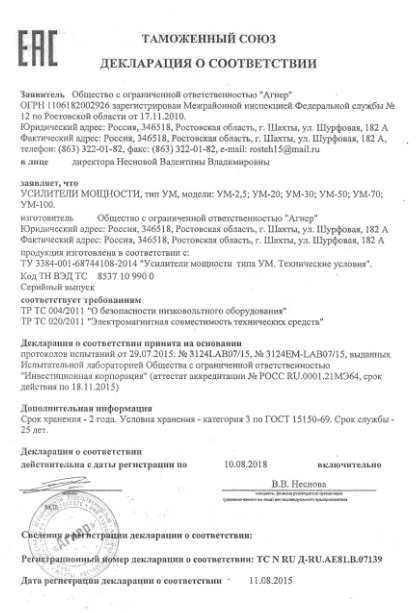 ЕАС
ТАМОЖЕННЫЙ СОЮЗ
ДЕКЛАРАЦИЯ О СООТВЕТСТВИИ
Заявитель Общество с ограниченной ответственностью "Агнер"
ОГРН 1106182002926 зарегистрирован Межрайонной инспекцией Федеральной службы №
12 по Ростовской области от 17.11.2010.
Юридический адрес: Россия, 346518, Ростовская область, г. Шахты, ул. Шурфовая, 182 А
Фактический адрес: Россия, 346518, Ростовская область, г. Шахты, ул. Шурфовая, 182 А,
телефон: (863) 322-01-82, факс: (863) 322-01-82, e-mail: rosteh15@mail.ru
в лице директора Несновой Валентины Владимировны
заявляет, что
УСИЛИТЕЛИ МОЩНОСТИ, тип УМ, модели: УМ-2,5; УМ-20; УМ-30; УМ-50; УМ-70;
УМ-100.
изготовитель Общество с ограниченной ответственностью "Агнер"
Юридический адрес: Россия, 346518, Ростовская область, г. Шахты, ул. Шурфовая, 182 А
Фактический адрес: Россия, 346518, Ростовская область, г. Шахты, ул. Шурфовая, 182 А
продукция изготовлена в соответствии с:
ТУ 3384-001-68744108-2014 "Усилители мощности типа УМ. Технические условия".
Код ТН ВЭД ТС 8537 10 990 0
Серийный выпуск
соответствует требованиям
ТР ТС 004/2011 "О безопасности низковольтного оборудования"
ТР ТС 020/2011 "Электромагнитная совместимость технических средств"
Декларация о соответствии принята на основании
протоколов испытаний от 29.07.2015: № 3124LAB07/15, № 3124EM-LAB07/15, выданных
Испытательной лабораторией Общества с ограниченной ответственностью
"Инвестиционная корпорация" (аттестат аккредитации № РОСС RU.0001.21МЭ64, срок
действия по 18.11.2015)
Дополнительная информация
Срок хранения - 2 года. Условия хранения - категория 3 по ГОСТ 15150-69. Срок службы -
25 лет.
Декларация о соответствии
действительна с даты регистрации по 10.08.2018 включительно
В.В. Неснова
"Агнер"
Сведения о регистрации декларации о соответствии
Регистрационный номер декларации о соответствии: ТС N RU Д-RU.АЕ81.В.07139
Дата регистрации декларации о соответствии 11.08.2015